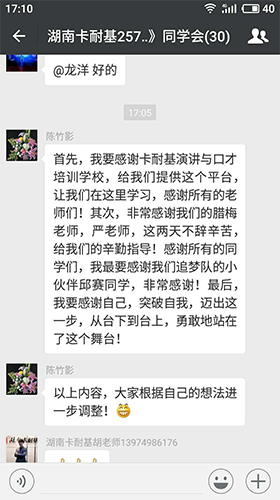 17:10
40
湖南卡耐基257..》同学会(30)
@龙洋 好的
17:05
陈竹影
首先，我要感谢卡耐基演讲与口才
培训学校，给我们提供这个平台，
让我们在这里学习，感谢所有的老
师们！其次，非常感谢我们的腊梅
老师，严老师，这两天不辞辛苦，
给我们的辛勤指导！感谢所有的同
学们，我最要感谢我们追梦队的小
伙伴邱赛同学，非常感谢！最后，
我要感谢自己，突破自我，迈出这
一步，从台下到台上，勇敢地站在
了这个舞台！
陈竹影
以上内容，大家根据自己的想法进
一步调整！
湖南卡耐基胡老师13974986176